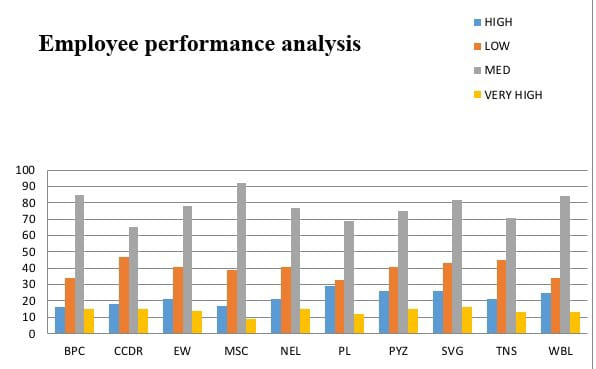 Employee performance analysis
HIGH
LOW
MED
VERY HIGH
100
90
80
70
60
50
40
30
20
10
0
BPC CCDR EW MSC NEL PL PYZ SVG TNS WBL